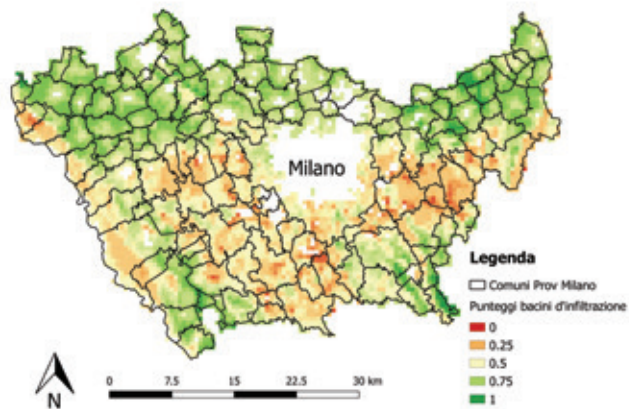 Milano
Legenda
Comuni Prov Milano
Punteggi bacini d'infiltrazione
0
0.25
0.5
0.75
1
N
0 7.5 15 22.5 30 km